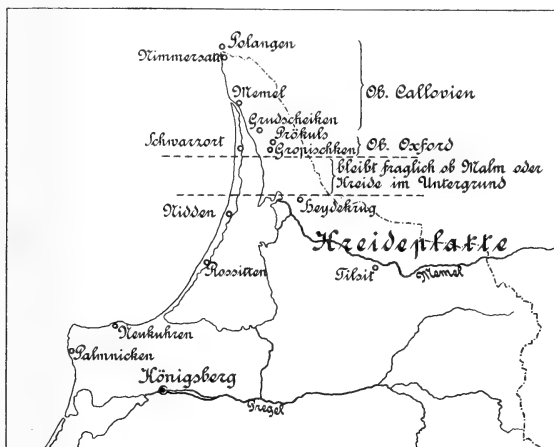 Polangen
Nimmersatt
Memel
Ob. Callovien
Grudscheiken
Prökuls
Schwarzort
Gropischken
Ob. Oxford
bleibt fraglich ob Malm oder
Kreide im Untergrund
Heydekrug
Nidden
Kreideplatte
Rossitten
Tilsit
Memel
Neukuhren
Palmnicken
Königsberg
Pregel